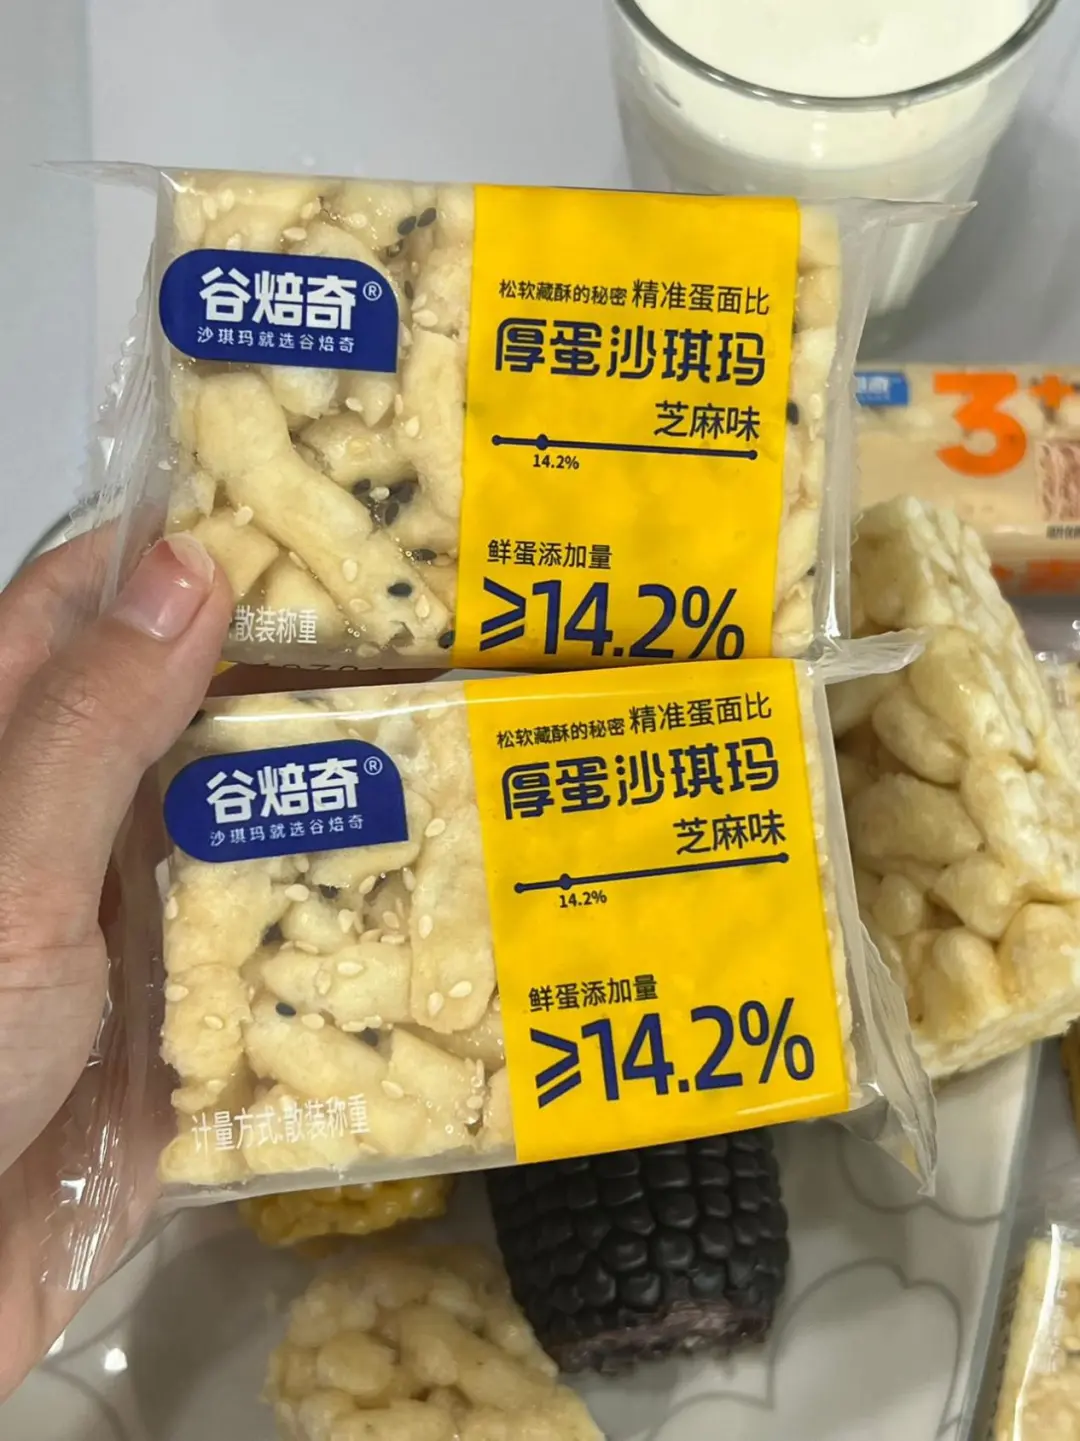 谷焙奇®
沙琪玛就选谷焙奇
松软藏酥的秘密 精准蛋面比
厚蛋沙琪玛
芝麻味
14.2%
鲜蛋添加量
≥14.2%
:散装称重
谷焙奇®
沙琪玛就选谷焙奇
松软藏酥的秘密 精准蛋面比
厚蛋沙琪玛
芝麻味
14.2%
鲜蛋添加量
≥14.2%
计量方式:散装称重
3+